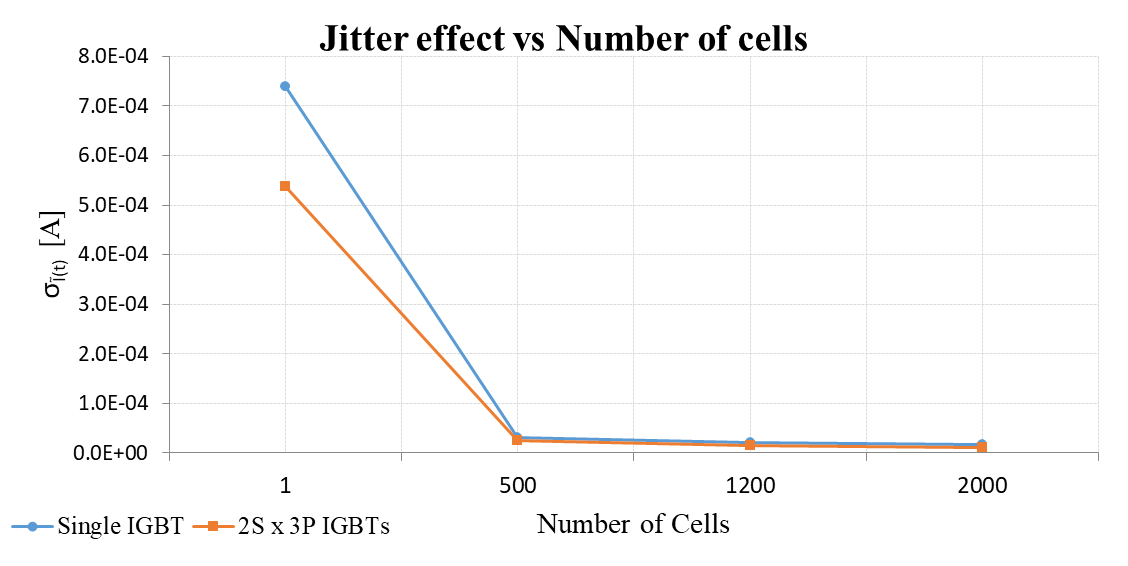 Jitter effect vs Number of cells
8.0E-04
7.0E-04
6.0E-04
5.0E-04
4.0E-04
3.0E-04
2.0E-04
1.0E-04
0.0E+00
σĪ(t) [A]
1 500 1200 2000
Number of Cells
Single IGBT 2S x 3P IGBTs